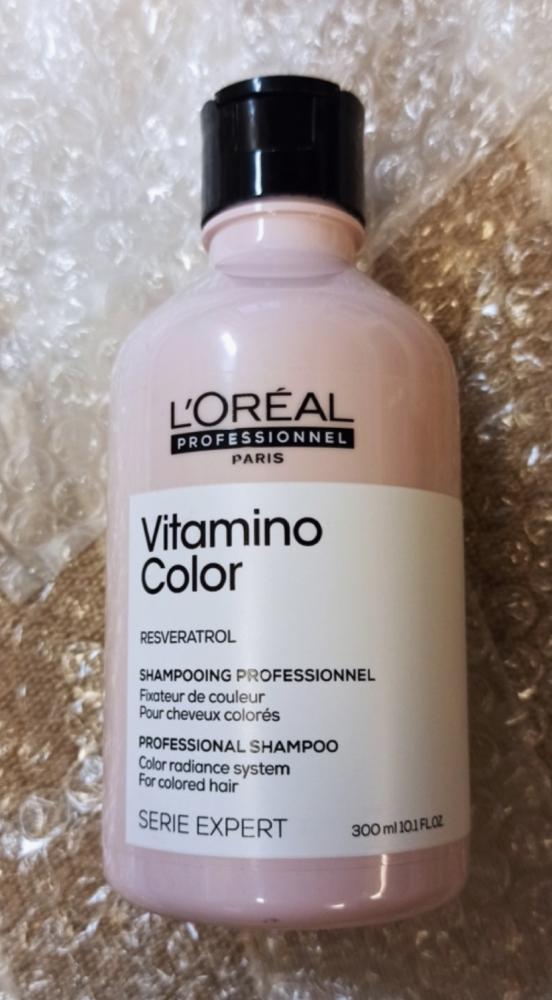 L'ORÉAL
PROFESSIONNEL
PARIS
Vitamino
Color
RESVERATROL
SHAMPOOING PROFESSIONNEL
Fixateur de couleur
Pour cheveux colorés
PROFESSIONAL SHAMPOO
Color radiance system
For colored hair
SERIE EXPERT
300 ml 10.1 FL.OZ